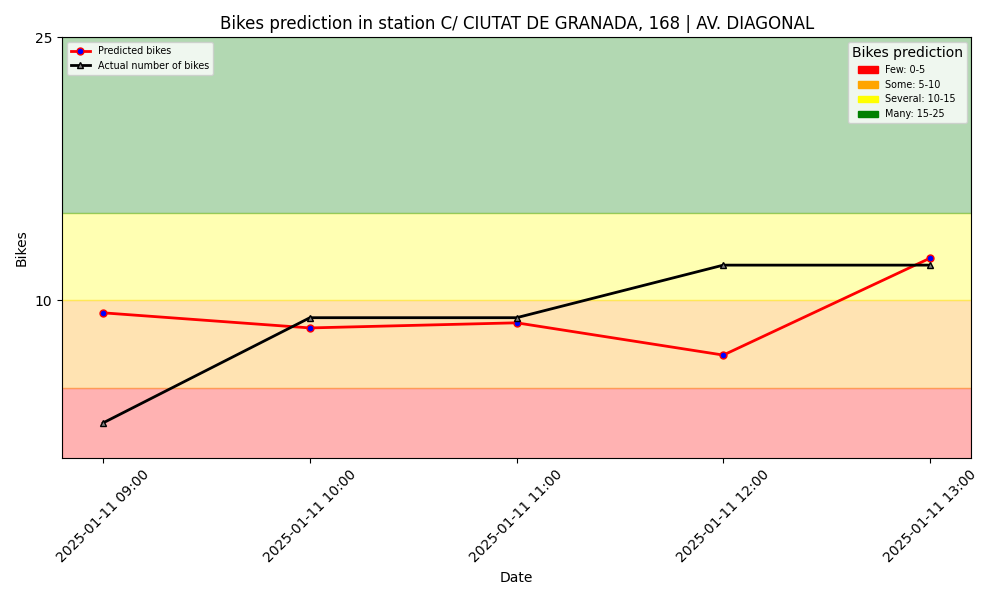 Bikes prediction in station C/ CIUTAT DE GRANADA, 168 | AV. DIAGONAL
25
10
Bikes
Predicted bikes
Actual number of bikes
Bikes prediction
Few: 0-5
Some: 5-10
Several: 10-15
Many: 15-25
2025-01-11 09:00
2025-01-11 10:00
2025-01-11 11:00
2025-01-11 12:00
2025-01-11 13:00
Date